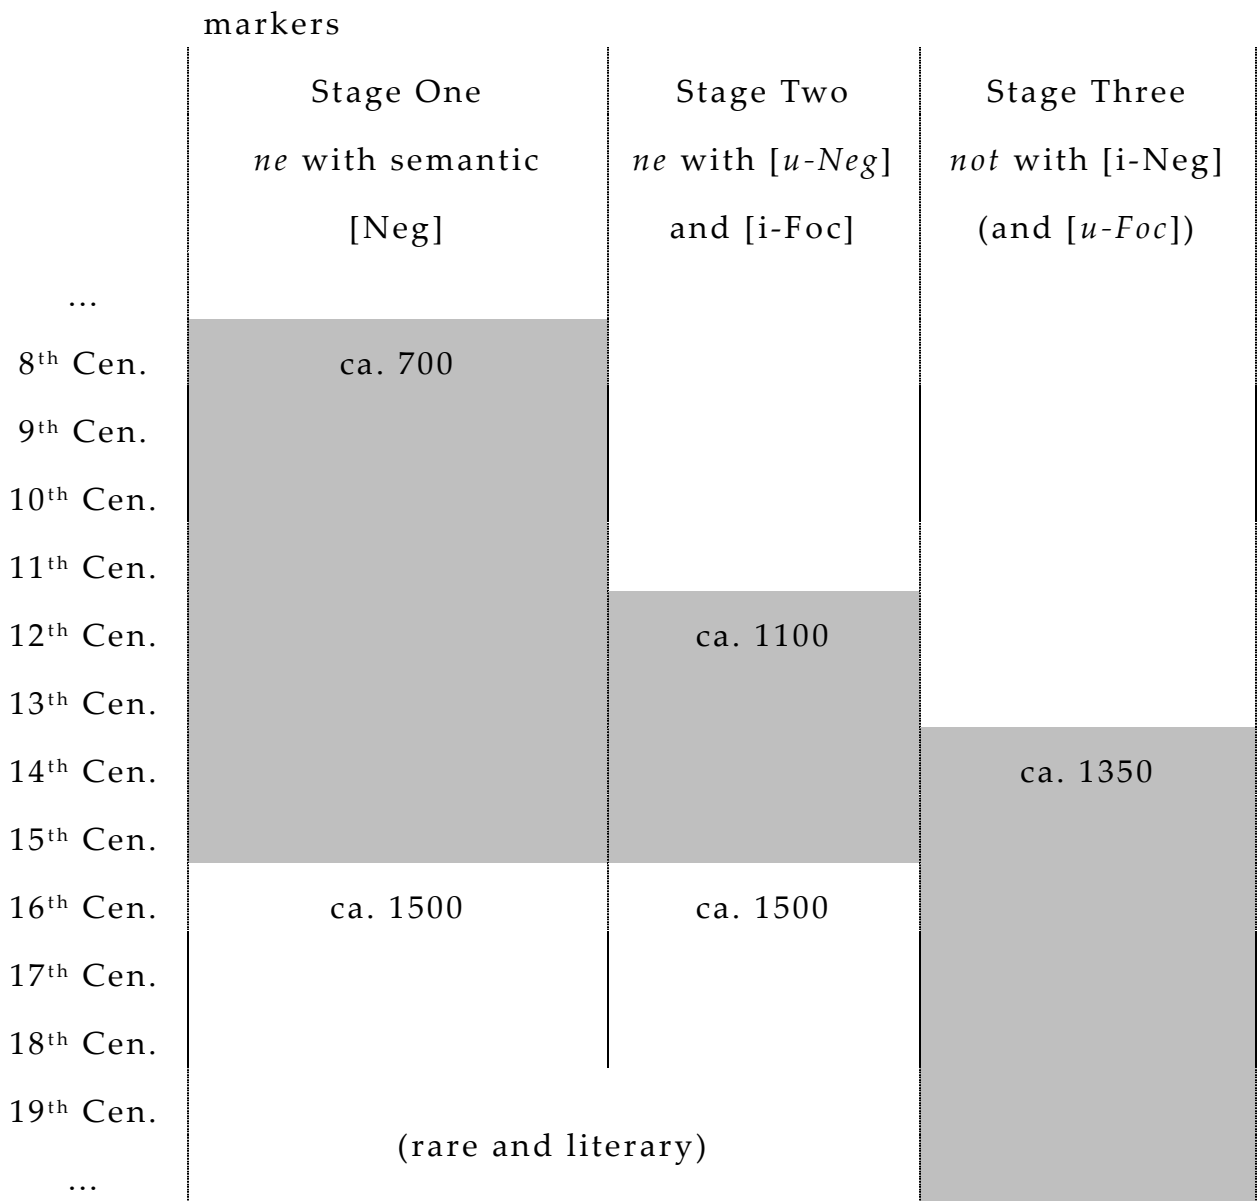 markers
Stage One Stage Two Stage Three
ne with semantic ne with [u-Neg] not with [i-Neg]
[Neg] and [i-Foc] (and [u-Foc])
...
8th Cen. ca. 700
9th Cen.
10th Cen.
11th Cen.
12th Cen. ca. 1100
13th Cen.
14th Cen. ca. 1350
15th Cen.
16th Cen. ca. 1500 ca. 1500
17th Cen.
18th Cen.
19th Cen.
(rare and literary)
...